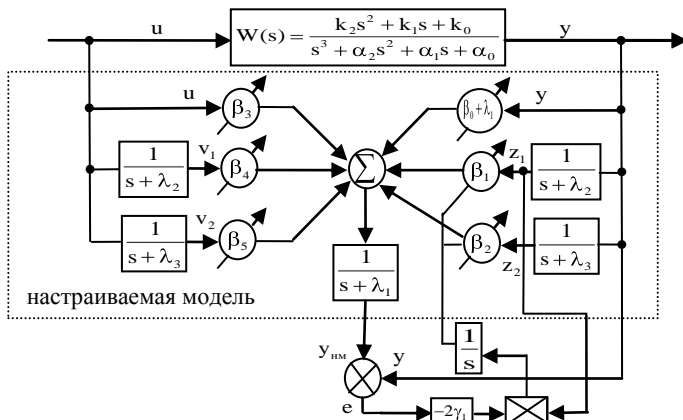 u
W(s) = (k₂s² + k₁s + k₀) / (s³ + α₂s² + α₁s + α₀)
y
u
β₃
β₀+λ₁
y
1/(s + λ₂)
v₁
β₄
Σ
β₁
z₁
1/(s + λ₂)
1/(s + λ₃)
v₂
β₅
β₂
z₂
1/(s + λ₃)
1/(s + λ₁)
настраиваемая модель
y нм
y
1/s
e
−2γ₁